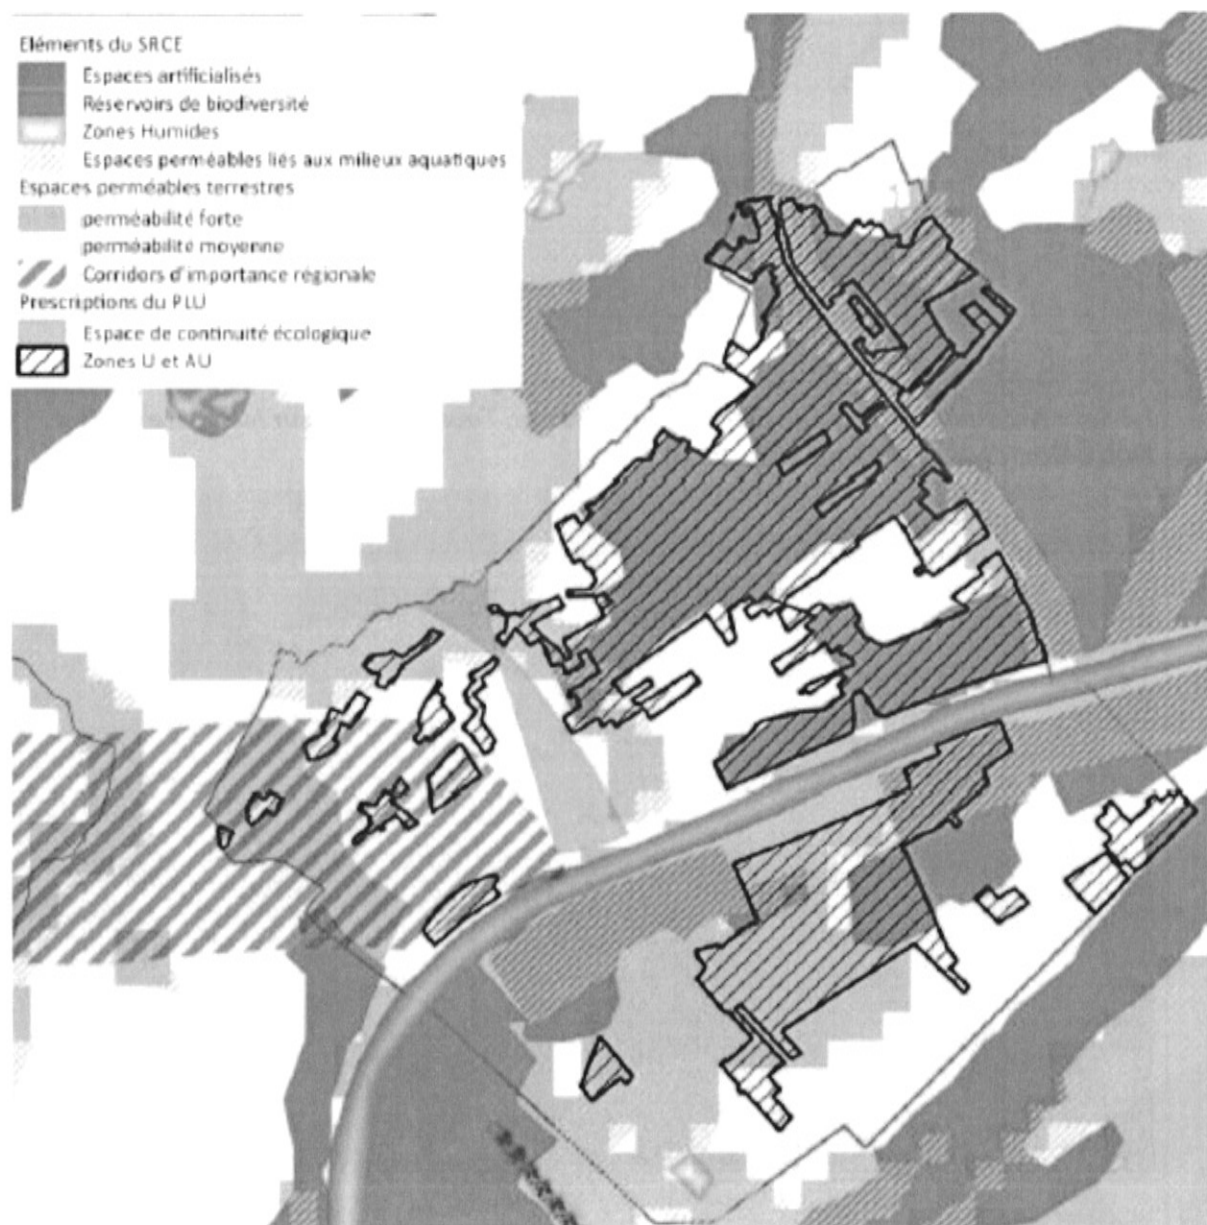 Eléments du SRCE
Espaces artificialisés
Réservoirs de biodiversité
Zones Humides
Espaces perméables liés aux milieux aquatiques
Espaces perméables terrestres
perméabilité forte
perméabilité moyenne
Corridors d'importance régionale
Prescriptions du PLU
Espace de continuité écologique
Zones U et AU